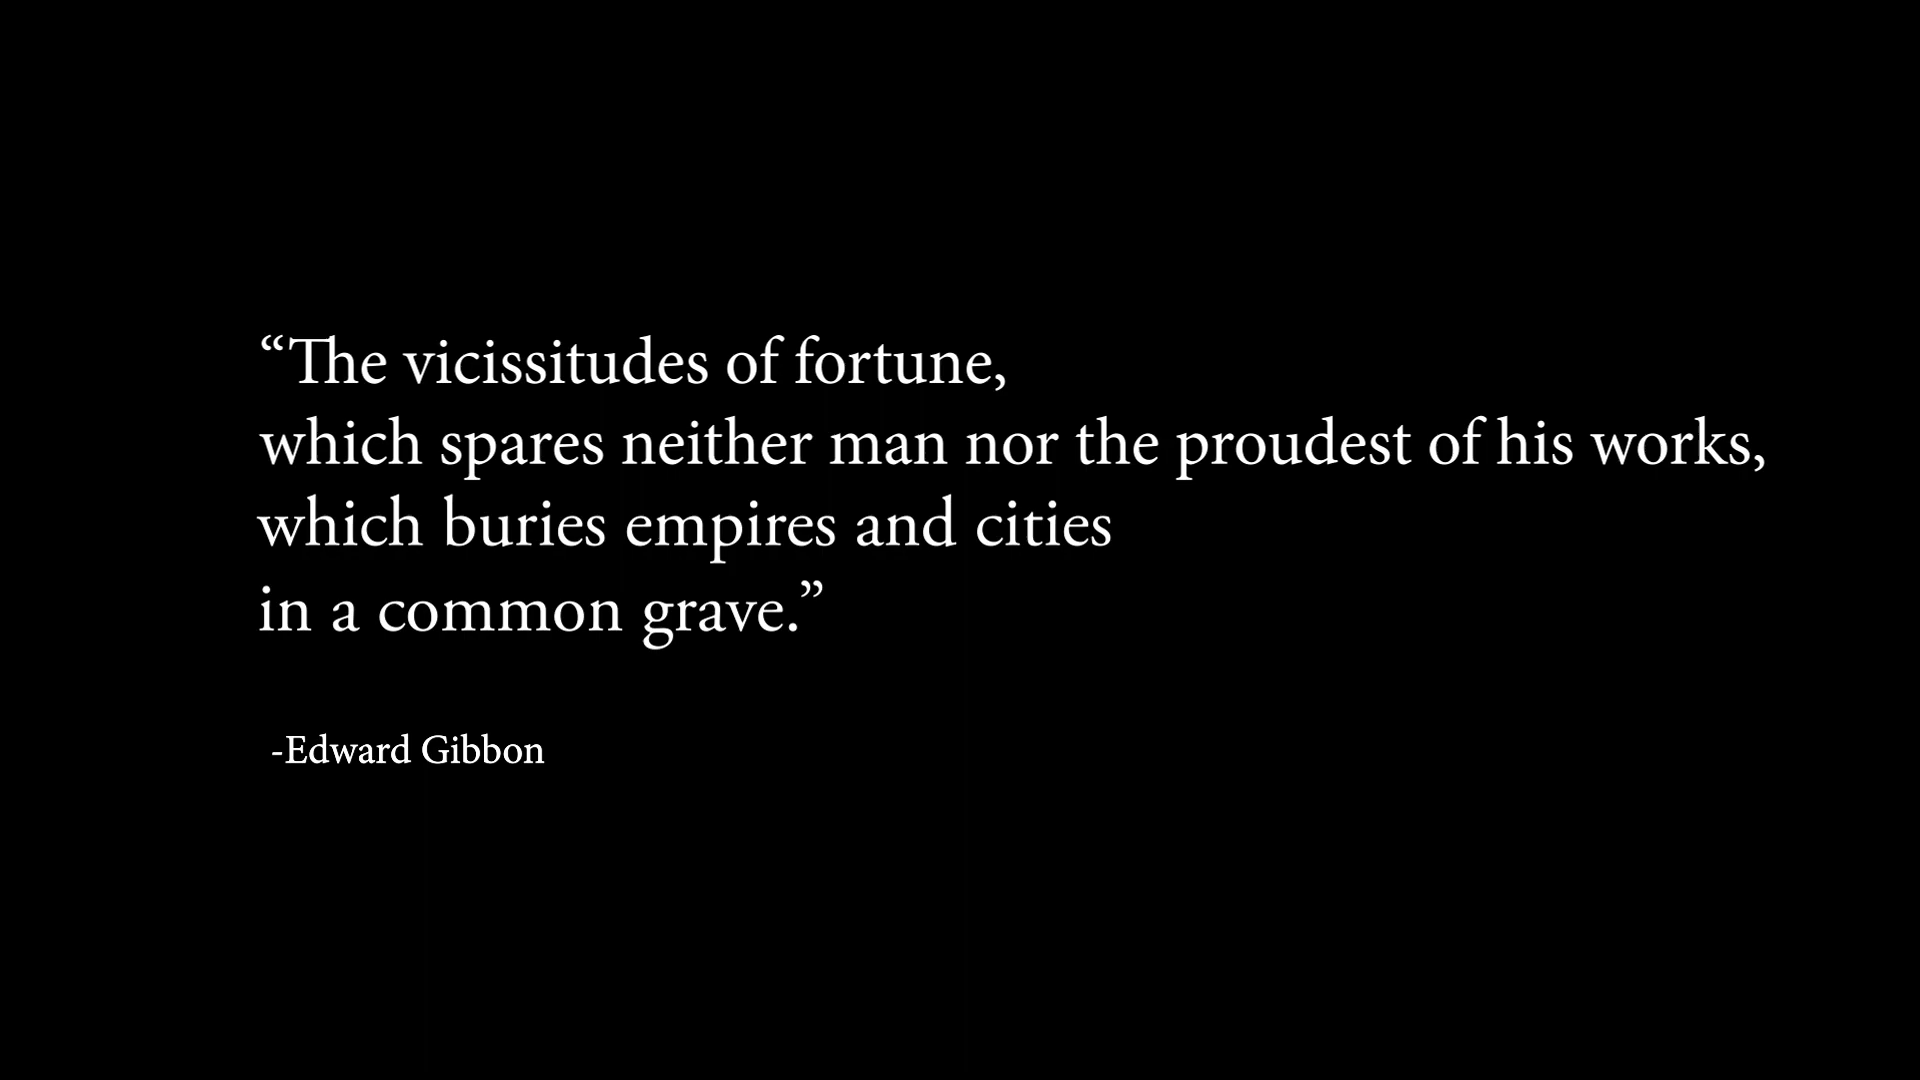 “The vicissitudes of fortune,
which spares neither man nor the proudest of his works,
which buries empires and cities
in a common grave.”
-Edward Gibbon